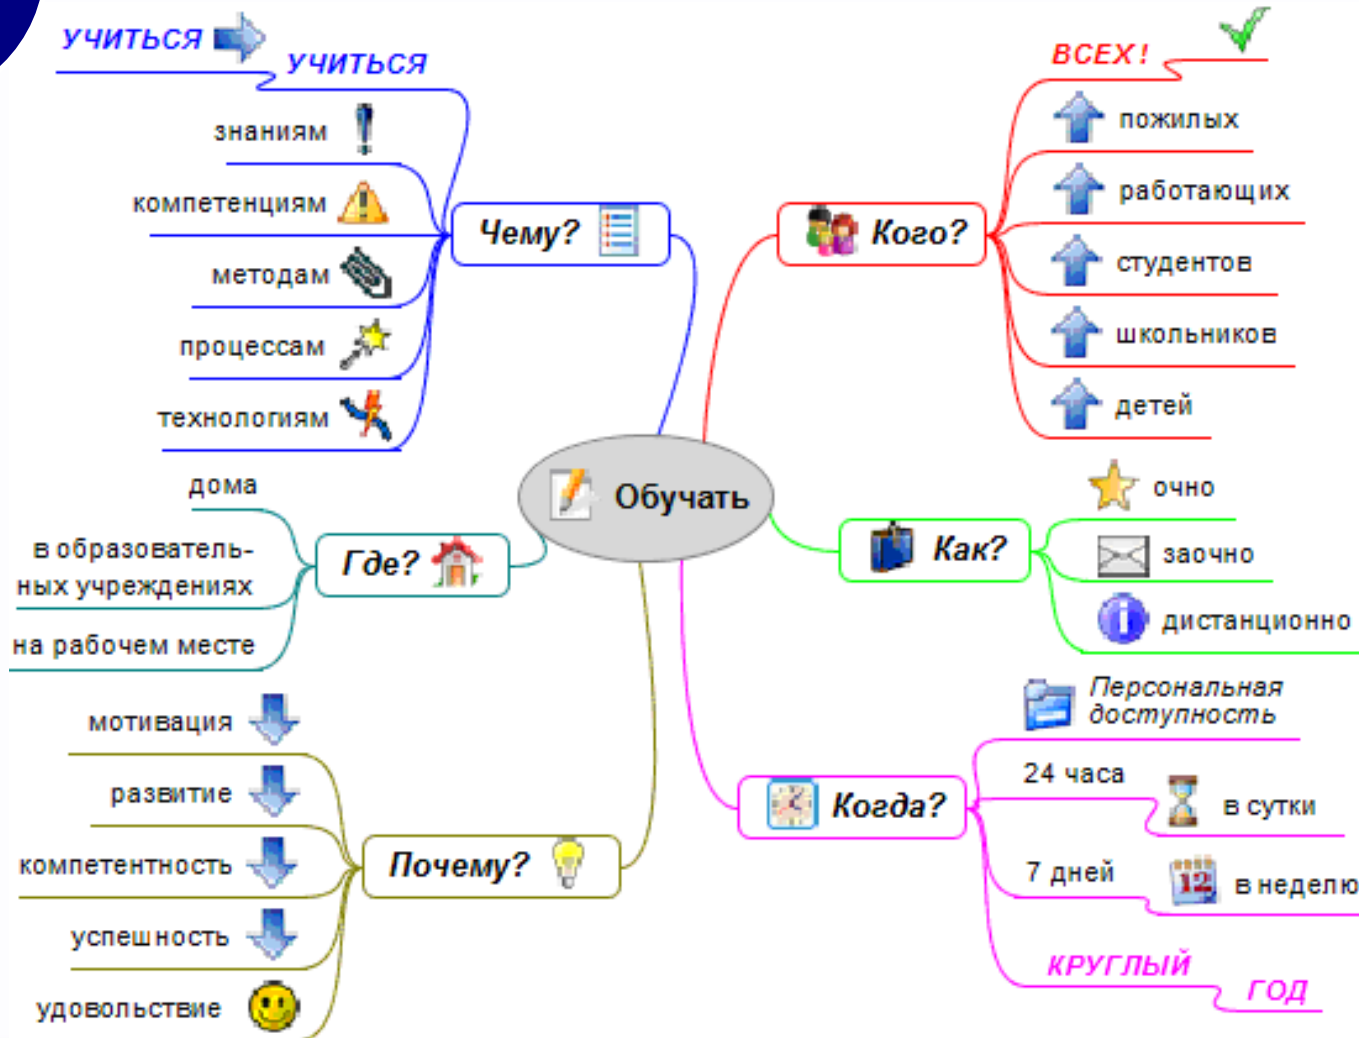 УЧИТЬСЯ
УЧИТЬСЯ
знаниям
компетенциям
методам
процессам
технологиям
Чему?
Кого?
ВСЕХ!
пожилых
работающих
студентов
школьников
детей
Обучать
дома
в образователь-
ных учреждениях
на рабочем месте
Где?
Как?
очно
заочно
дистанционно
мотивация
развитие
компетентность
успешность
удовольствие
Почему?
Когда?
Персональная
доступность
24 часа
в сутки
7 дней
12
в неделю
КРУГЛЫЙ
ГОД